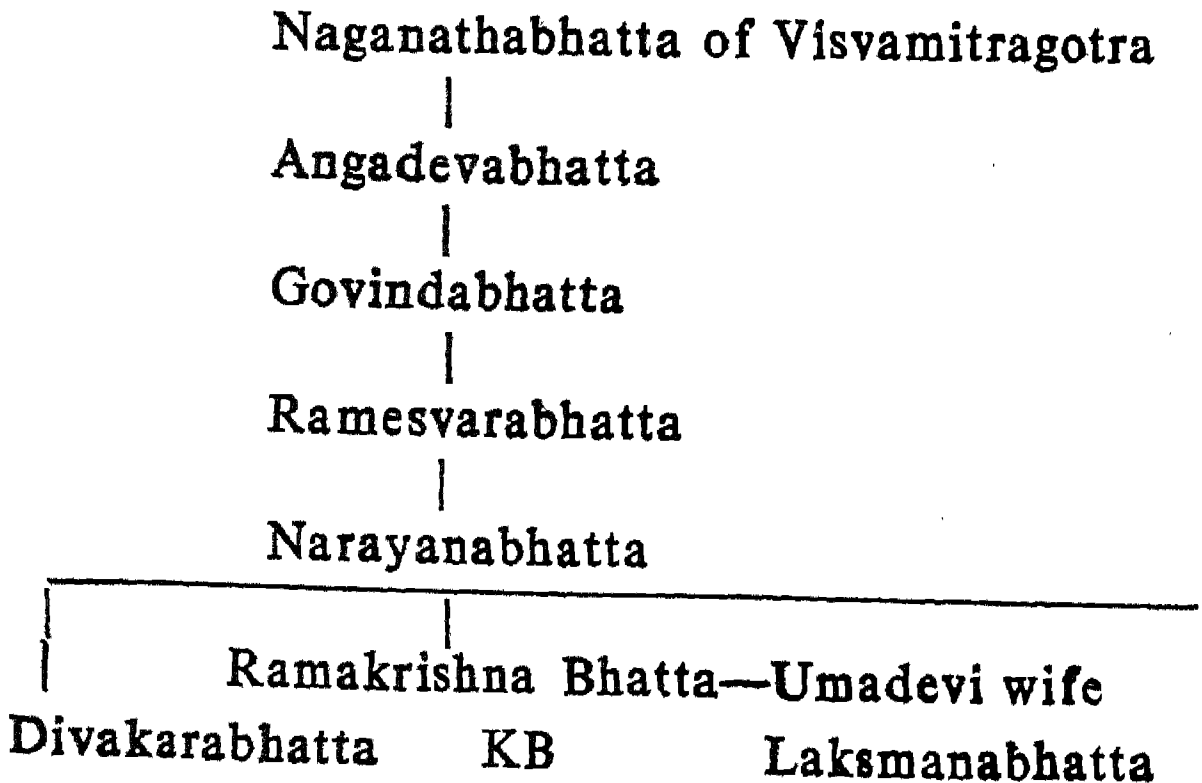 Naganathabhatta of Visvamitragotra
Angadevabhatta
Govindabhatta
Ramesvarabhatta
Narayanabhatta
Ramakrishna Bhatta—Umadevi wife
Divakarabhatta KB Laksmanabhatta